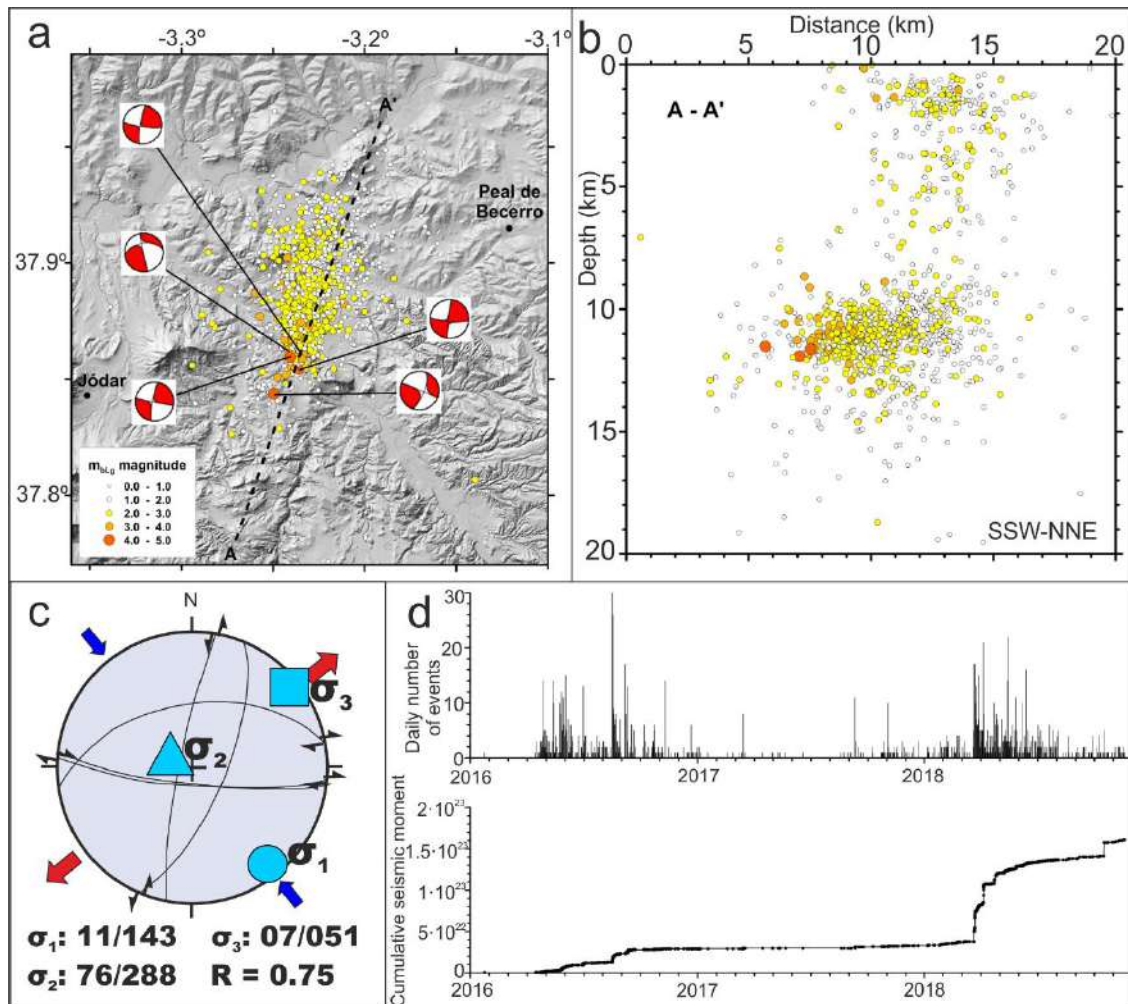 a
-3.3º
-3.2º
-3.1º
A'
Peal de
Becerro
37.9º
Jódar
37.8º
A
m_bLg magnitude
0.0 - 1.0
1.0 - 2.0
2.0 - 3.0
3.0 - 4.0
4.0 - 5.0
b
Distance (km)
0
5
10
15
20
A - A'
Depth (km)
0
5
10
15
20
SSW-NNE
c
N
σ₃
σ₂
σ₁
σ₁: 11/143 σ₃: 07/051
σ₂: 76/288 R = 0.75
d
Daily number
of events
30
20
10
0
2016
2017
2018
Cumulative seismic moment
2·10²³
1.5·10²³
1·10²³
5·10²²
0
2016
2017
2018